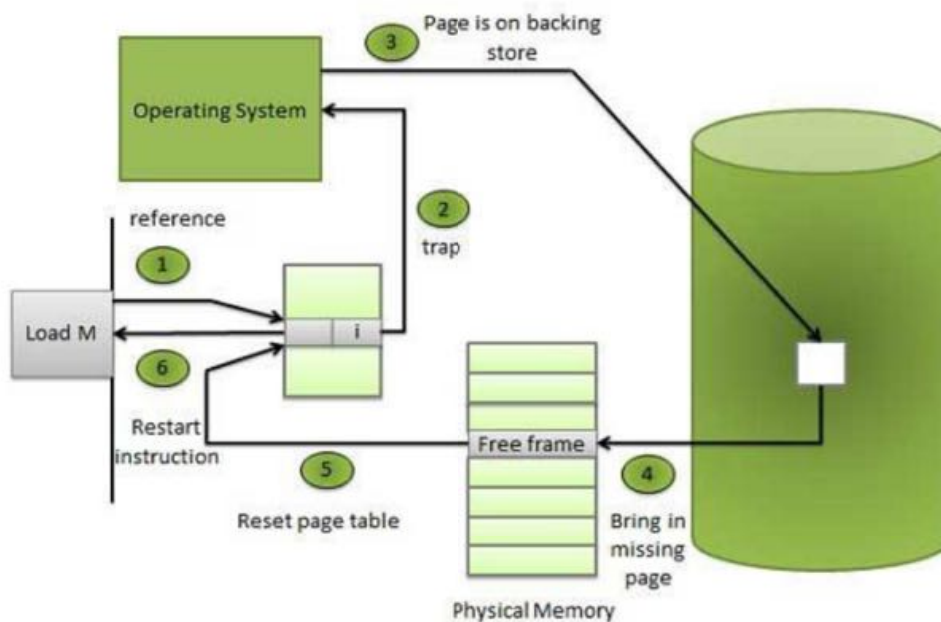 3
Page is on backing
store
Operating System
2
trap
reference
1
Load M
i
6
Restart
instruction
5
Reset page table
Free frame
4
Bring in
missing
page
Physical Memory